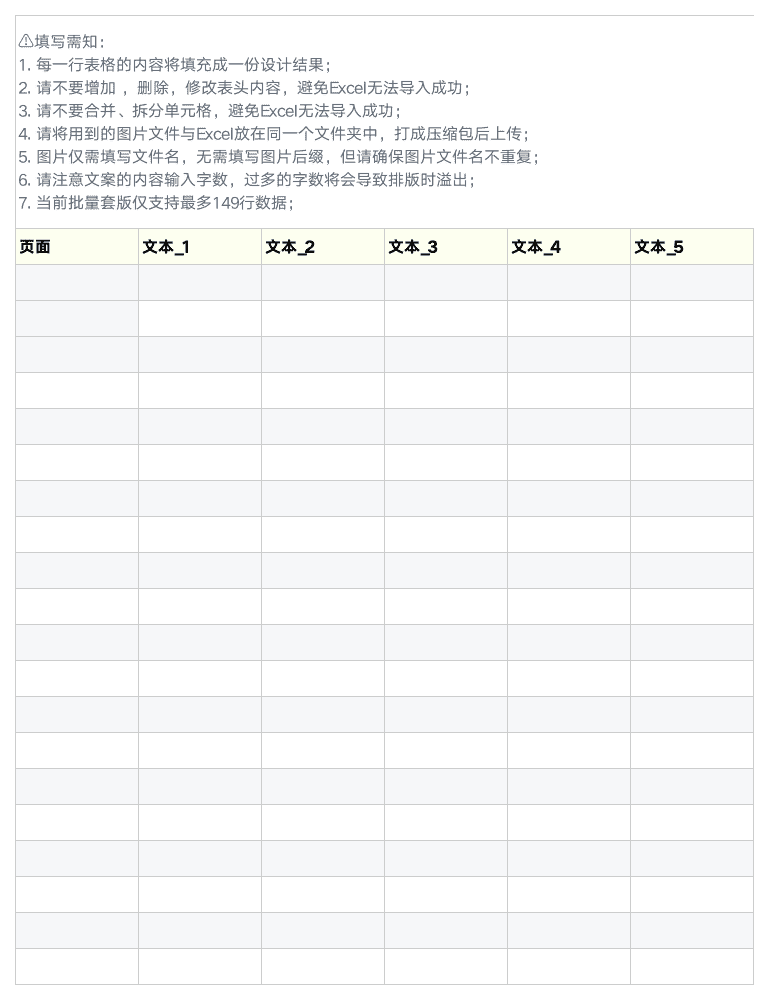 ⚠填写需知：
1. 每一行表格的内容将填充成一份设计结果；
2. 请不要增加 ，删除，修改表头内容，避免Excel无法导入成功；
3. 请不要合并、拆分单元格，避免Excel无法导入成功；
4. 请将用到的图片文件与Excel放在同一个文件夹中，打成压缩包后上传；
5. 图片仅需填写文件名，无需填写图片后缀，但请确保图片文件名不重复；
6. 请注意文案的内容输入字数，过多的字数将会导致排版时溢出；
7. 当前批量套版仅支持最多149行数据；
页面 文本_1 文本_2 文本_3 文本_4 文本_5